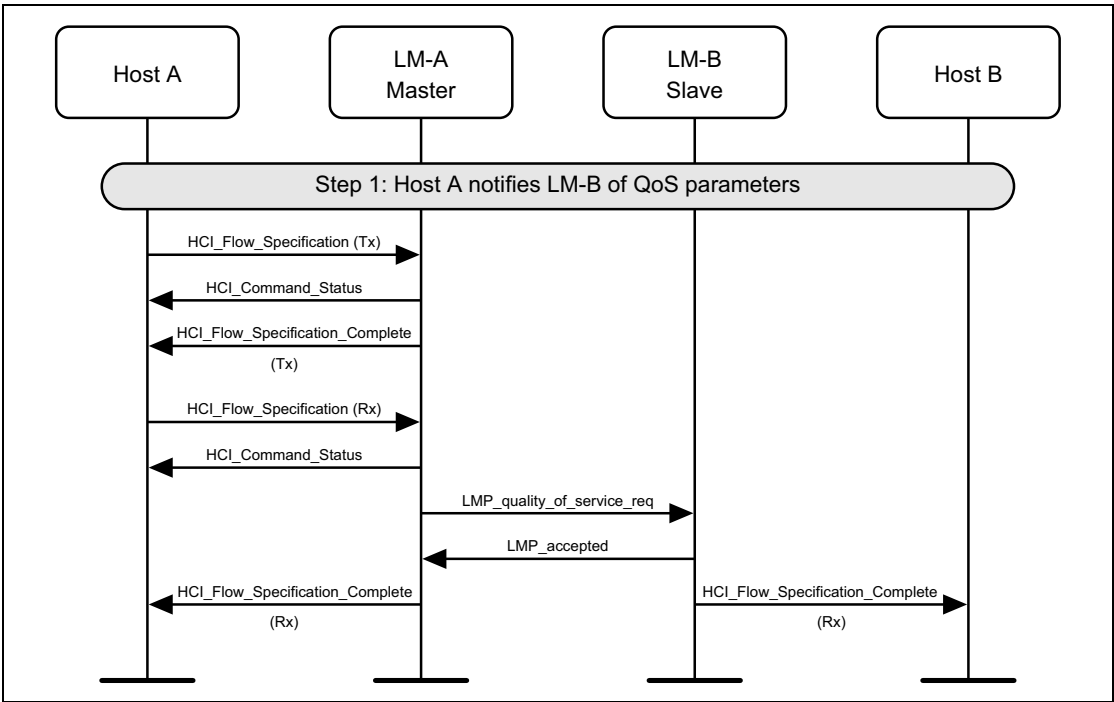 Host A
LM-A
Master
LM-B
Slave
Host B
Step 1: Host A notifies LM-B of QoS parameters
HCI_Flow_Specification (Tx)
HCI_Command_Status
HCI_Flow_Specification_Complete
(Tx)
HCI_Flow_Specification (Rx)
HCI_Command_Status
LMP_quality_of_service_req
LMP_accepted
HCI_Flow_Specification_Complete
(Rx)
HCI_Flow_Specification_Complete
(Rx)